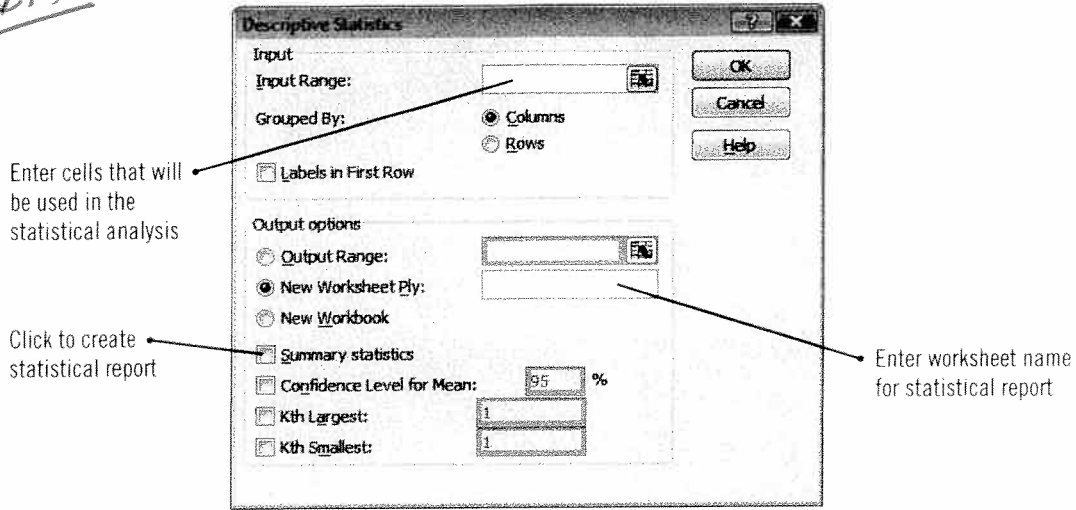 Descriptive Statistics
Input
Input Range:
Grouped By:
Columns
Rows
Labels in First Row
OK
Cancel
Help
Enter cells that will
be used in the
statistical analysis
Output options
Output Range:
New Worksheet Ply:
New Workbook
Summary statistics
Confidence Level for Mean: 95 %
Kth Largest: 1
Kth Smallest: 1
Click to create
statistical report
Enter worksheet name
for statistical report